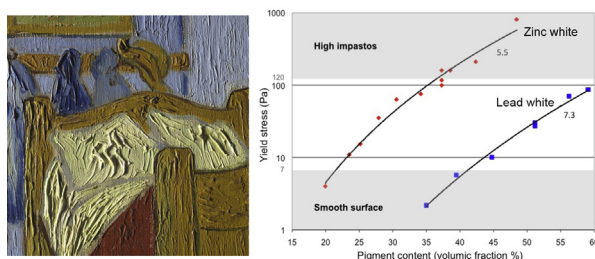 1000
High impastos
Zinc white
5.5
120
100
Yield stress (Pa)
Lead white
7.3
10
7
Smooth surface
1
15 20 25 30 35 40 45 50 55 60
Pigment content (volumic fraction %)